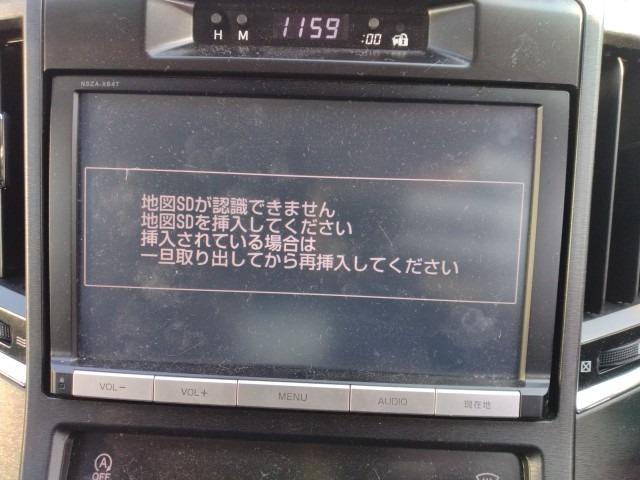 H M 1159 :00
NSZA-X64T
地図SDが認識できません
地図SDを挿入してください
挿入されている場合は
一旦取り出してから再挿入してください
VOL− VOL+ MENU AUDIO 現在地
A
OFF